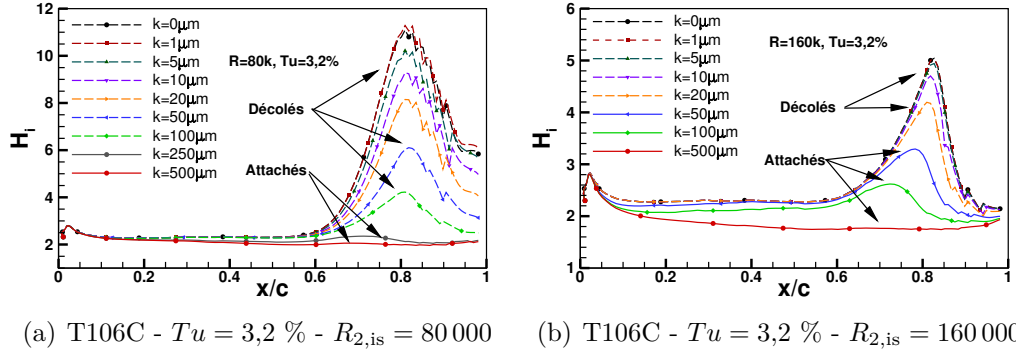 H_i
12
10
8
6
4
2
0
0.2
0.4
0.6
0.8
1
x/c
k=0μm
k=1μm
k=5μm
k=10μm
k=20μm
k=50μm
k=100μm
k=250μm
k=500μm
R=80k, Tu=3,2%
Décolés
Attachés
(a) T106C - Tu = 3,2 % - R_{2,is} = 80 000
H_i
6
5
4
3
2
1
0
0.2
0.4
0.6
0.8
1
x/c
k=0μm
k=1μm
k=5μm
k=10μm
k=20μm
k=50μm
k=100μm
k=500μm
R=160k, Tu=3,2%
Décolés
Attachés
(b) T106C - Tu = 3,2 % - R_{2,is} = 160 000